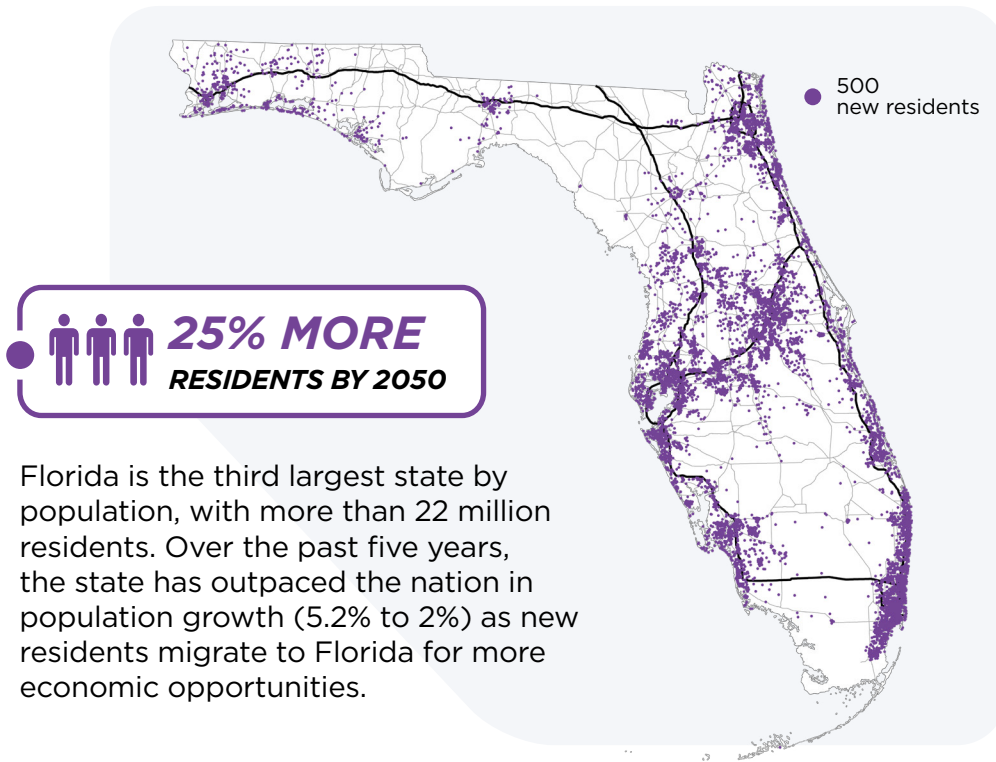 500
new residents
25% MORE
RESIDENTS BY 2050
Florida is the third largest state by
population, with more than 22 million
residents. Over the past five years,
the state has outpaced the nation in
population growth (5.2% to 2%) as new
residents migrate to Florida for more
economic opportunities.